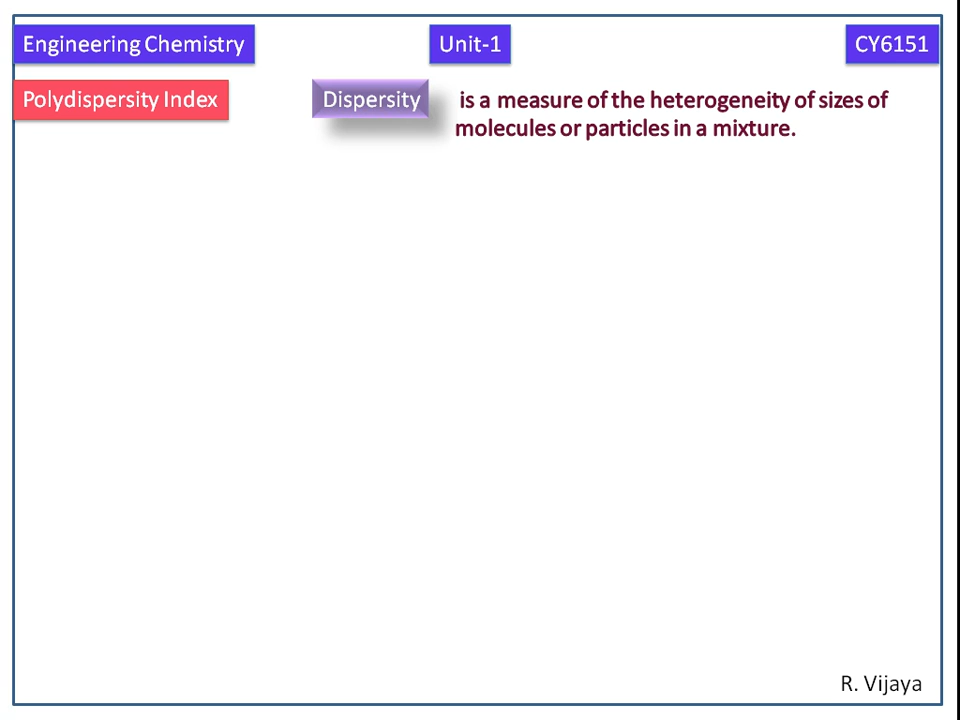 Engineering Chemistry Unit-1 CY6151
Polydispersity Index Dispersity is a measure of the heterogeneity of sizes of
molecules or particles in a mixture.
R. Vijaya